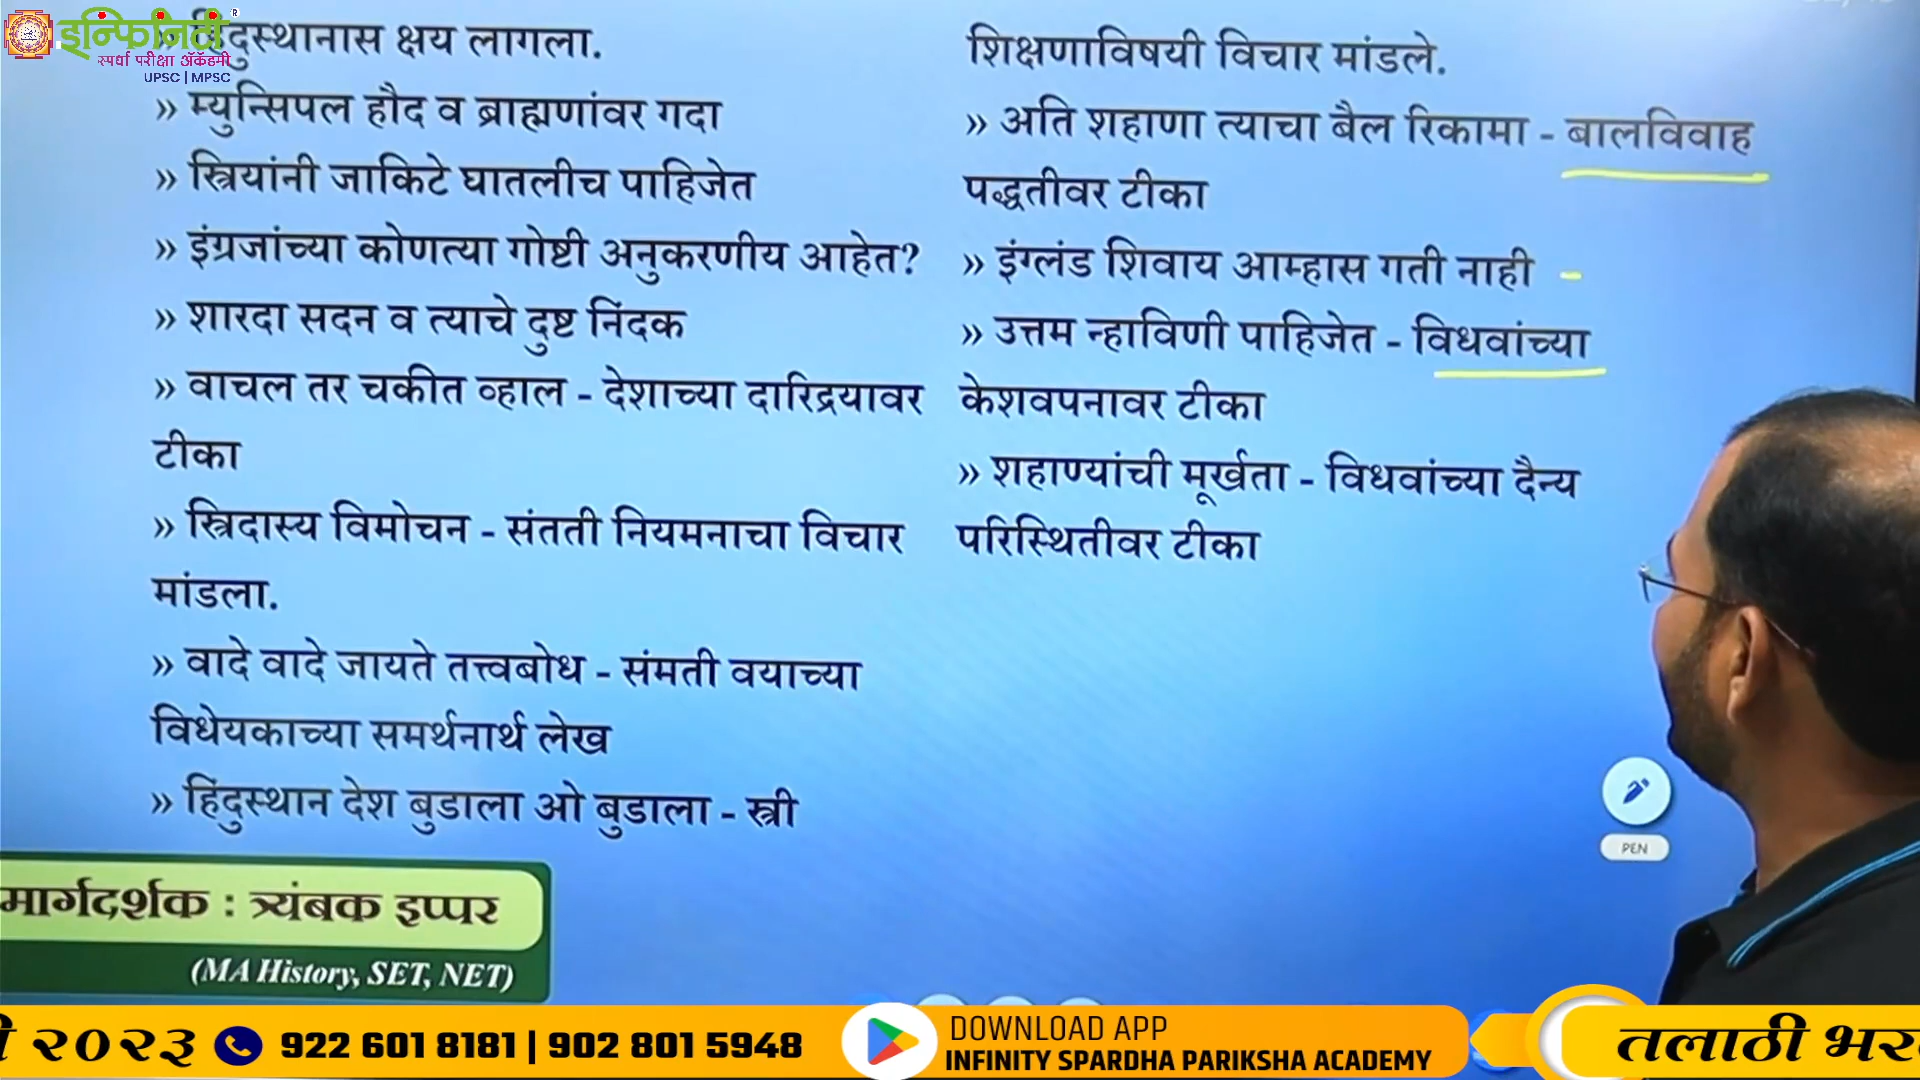 इन्फिनिटी
स्पर्धा परीक्षा ॲकॅडमी
UPSC | MPSC
» हिंदुस्थानास क्षय लागला.
» म्युन्सिपल हौद व ब्राह्मणांवर गदा
» स्त्रियांनी जाकिटे घातलीच पाहिजेत
» इंग्रजांच्या कोणत्या गोष्टी अनुकरणीय आहेत?
» शारदा सदन व त्याचे दुष्ट निंदक
» वाचल तर चकीत व्हाल - देशाच्या दारिद्रयावर
टीका
» स्त्रिदास्य विमोचन - संतती नियमनाचा विचार
मांडला.
» वादे वादे जायते तत्त्वबोध - संमती वयाच्या
विधेयकाच्या समर्थनार्थ लेख
» हिंदुस्थान देश बुडाला ओ बुडाला - स्त्री
शिक्षणाविषयी विचार मांडले.
» अति शहाणा त्याचा बैल रिकामा - बालविवाह
पद्धतीवर टीका
» इंग्लंड शिवाय आम्हास गती नाही -
» उत्तम न्हाविणी पाहिजेत - विधवांच्या
केशवपनावर टीका
» शहाण्यांची मूर्खता - विधवांच्या दैन्य
परिस्थितीवर टीका
PEN
मार्गदर्शक : त्र्यंबक इप्पर
(MA History, SET, NET)
२०२३ 922 601 8181 | 902 801 5948
DOWNLOAD APP
INFINITY SPARDHA PARIKSHA ACADEMY
तलाठी